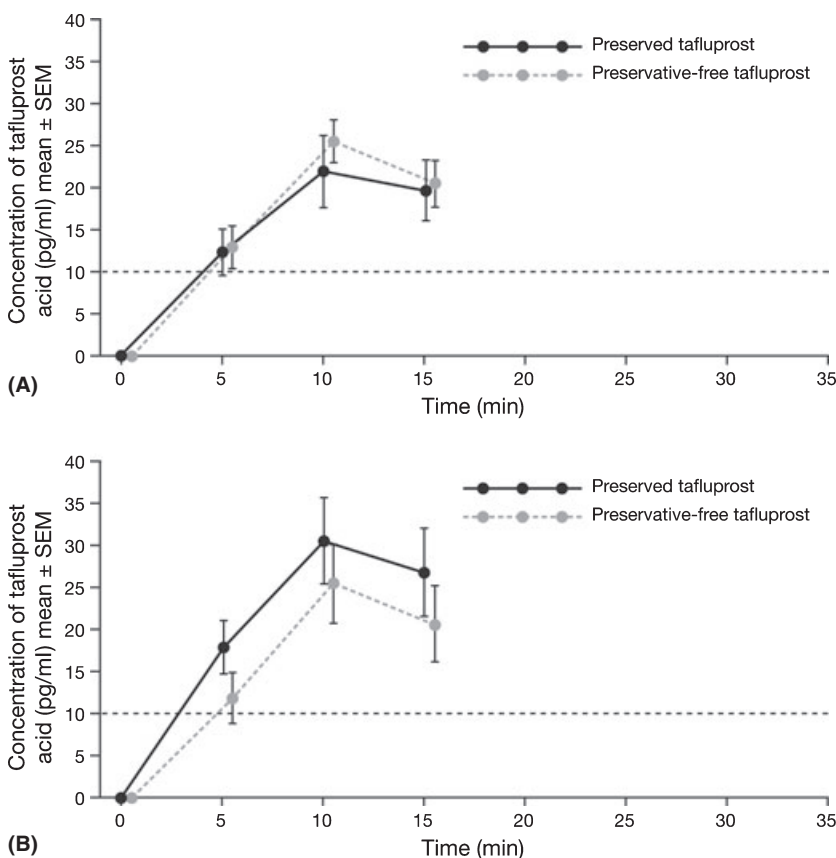 40
35
30
25
20
15
10
5
0
Concentration of tafluprost
acid (pg/ml) mean ± SEM
Preserved tafluprost
Preservative-free tafluprost
0 5 10 15 20 25 30 35
Time (min)
(A)
40
35
30
25
20
15
10
5
0
Concentration of tafluprost
acid (pg/ml) mean ± SEM
Preserved tafluprost
Preservative-free tafluprost
0 5 10 15 20 25 30 35
Time (min)
(B)